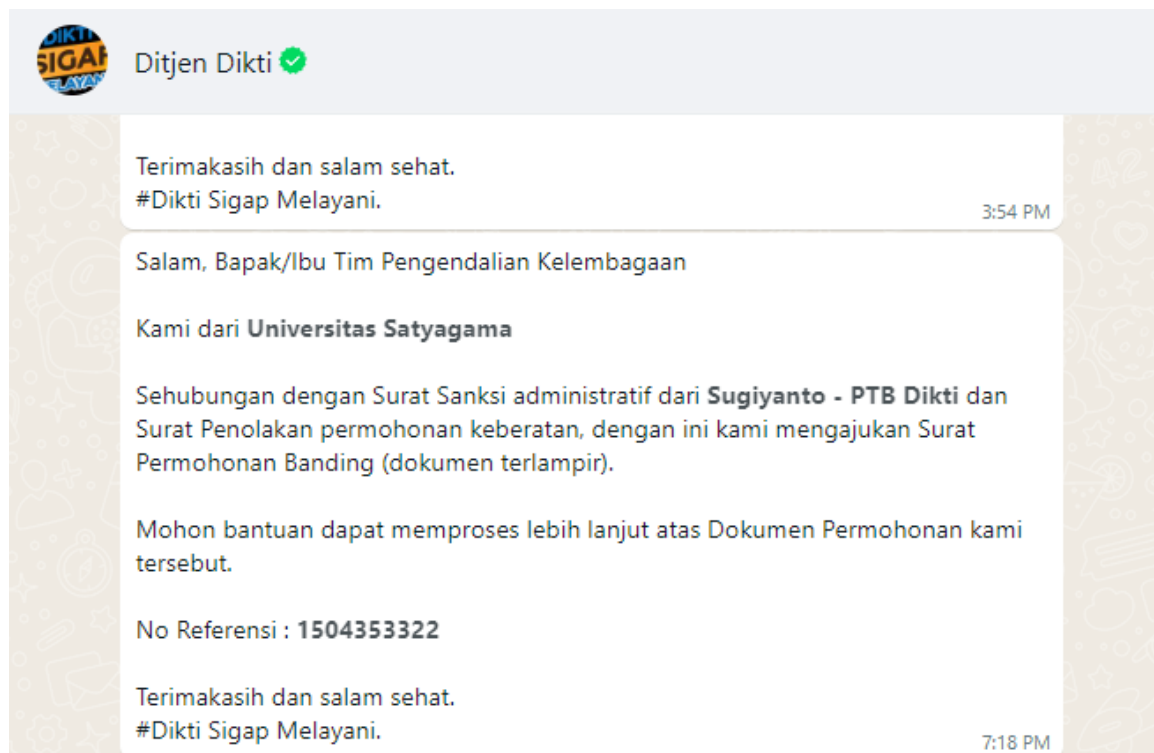 DIKTI
SIGAP
Ditjen Dikti
Terimakasih dan salam sehat.
#Dikti Sigap Melayani.
3:54 PM
Salam, Bapak/Ibu Tim Pengendalian Kelembagaan
Kami dari Universitas Satyagama
Sehubungan dengan Surat Sanksi administratif dari Sugiyanto - PTB Dikti dan
Surat Penolakan permohonan keberatan, dengan ini kami mengajukan Surat
Permohonan Banding (dokumen terlampir).
Mohon bantuan dapat memproses lebih lanjut atas Dokumen Permohonan kami
tersebut.
No Referensi : 1504353322
Terimakasih dan salam sehat.
#Dikti Sigap Melayani.
7:18 PM